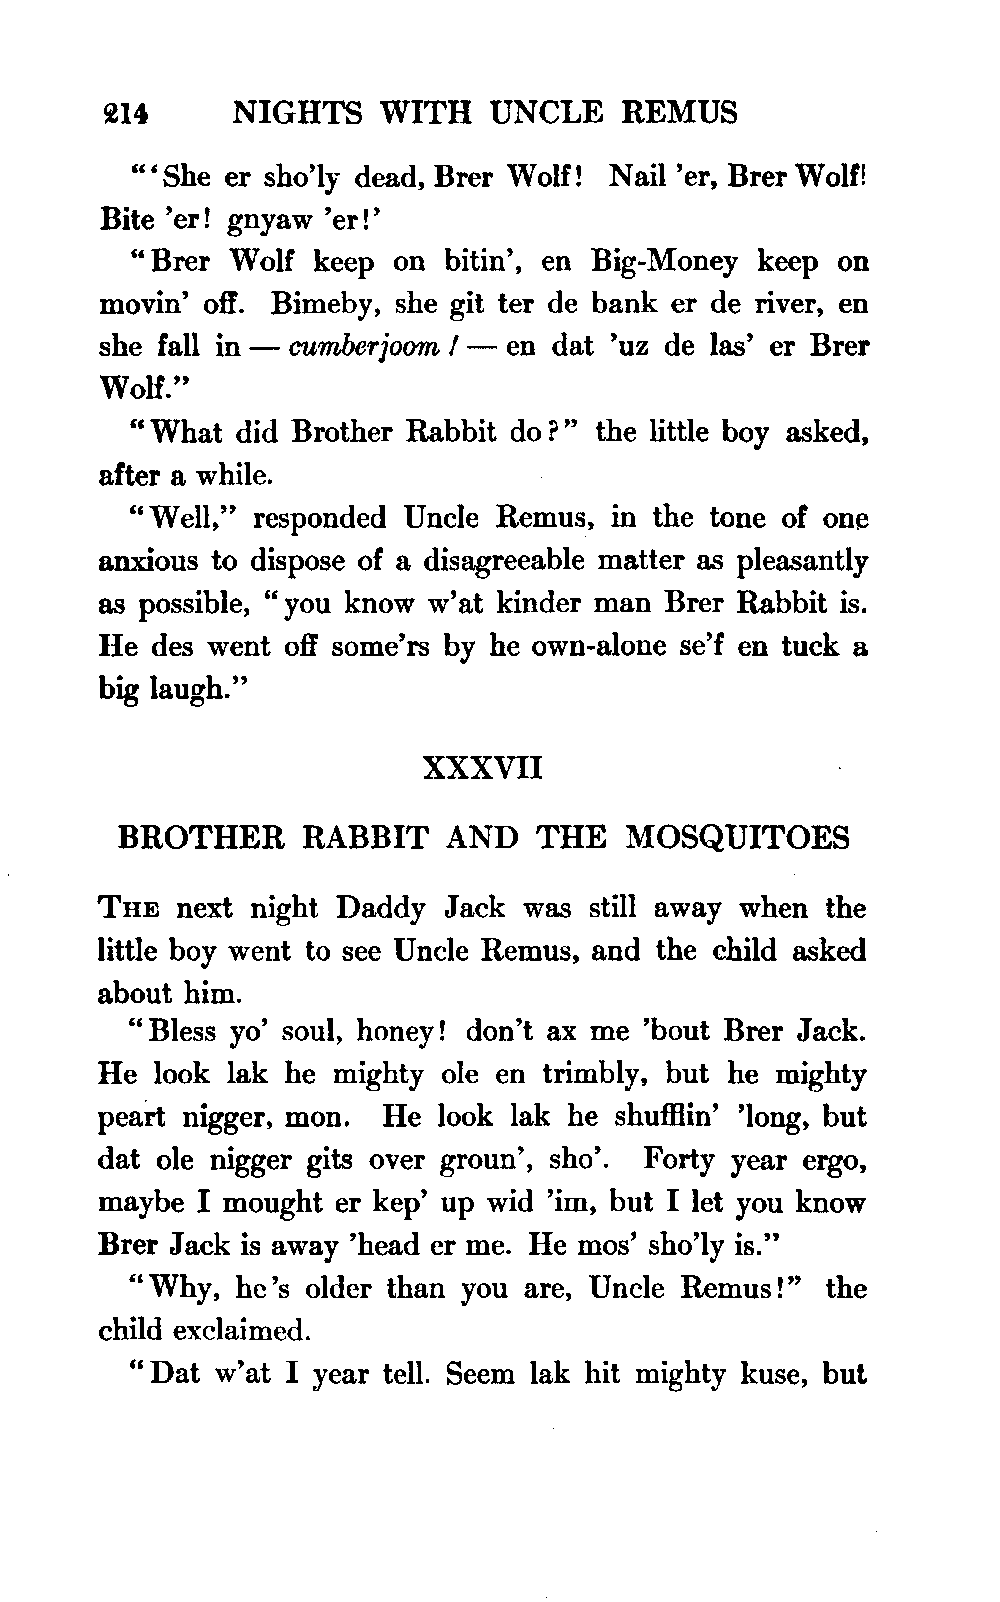 214 NIGHTS WITH UNCLE REMUS
“‘She er sho’ly dead, Brer Wolf! Nail ’er, Brer Wolf!
Bite ’er! gnyaw ’er!’
“Brer Wolf keep on bitin’, en Big-Money keep on
movin’ off. Bimeby, she git ter de bank er de river, en
she fall in — cumberjoom! — en dat ’uz de las’ er Brer
Wolf.”
“What did Brother Rabbit do?” the little boy asked,
after a while.
“Well,” responded Uncle Remus, in the tone of one
anxious to dispose of a disagreeable matter as pleasantly
as possible, “you know w’at kinder man Brer Rabbit is.
He des went off some’rs by he own-alone se’f en tuck a
big laugh.”
XXXVII
BROTHER RABBIT AND THE MOSQUITOES
THE next night Daddy Jack was still away when the
little boy went to see Uncle Remus, and the child asked
about him.
“Bless yo’ soul, honey! don’t ax me ’bout Brer Jack.
He look lak he mighty ole en trimbly, but he mighty
peart nigger, mon. He look lak he shufflin’ ’long, but
dat ole nigger gits over groun’, sho’. Forty year ergo,
maybe I mought er kep’ up wid ’im, but I let you know
Brer Jack is away ’head er me. He mos’ sho’ly is.”
“Why, he’s older than you are, Uncle Remus!” the
child exclaimed.
“Dat w’at I year tell. Seem lak hit mighty kuse, but